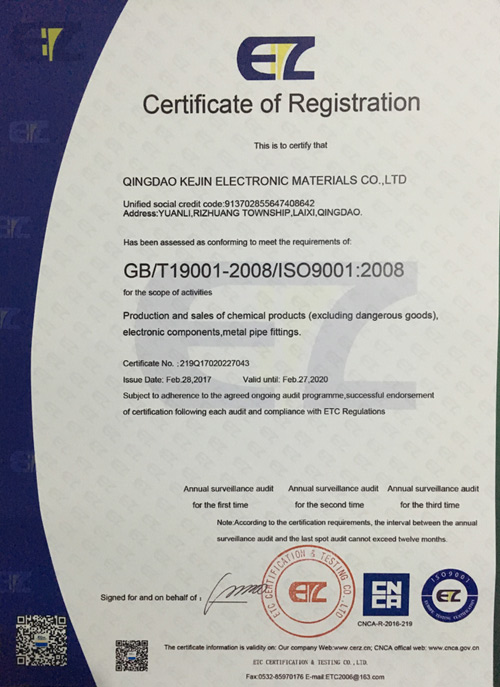 ETC
Certificate of Registration
This is to certify that
QINGDAO KEJIN ELECTRONIC MATERIALS CO.,LTD
Unified social credit code:913702855647408642
Address:YUANLI,RIZHUANG TOWNSHIP,LAIXI,QINGDAO.
Has been assessed as conforming to meet the requirements of:
GB/T19001-2008/ISO9001:2008
for the scope of activities
Production and sales of chemical products (excluding dangerous goods),
electronic components,metal pipe fittings.
Certificate No. :219Q17020227043
Issue Date: Feb.28,2017 Valid until: Feb.27,2020
Subject to adherence to the agreed ongoing audit programme,successful endorsement
of certification following each audit and compliance with ETC Regulations
Annual surveillance audit Annual surveillance audit Annual surveillance audit
for the first time for the second time for the third time
Note:According to the certification requirements, the interval between the annual
surveillance audit and the last spot audit cannot exceed twelve months.
ETC CERTIFICATION & TESTING CO.,LTD
ETC
CNCA
ISO9001
Signed for and on behalf of :
CNCA-R-2016-219
The certificate information is validity on: Our company Web:www.cerz.cn; CNCA offical web: www.cnca.gov.cn
ETC CERTIFICATION & TESTING CO.,LTD.
Fax:0532-85970176 E-mail:ETC2006@163.com